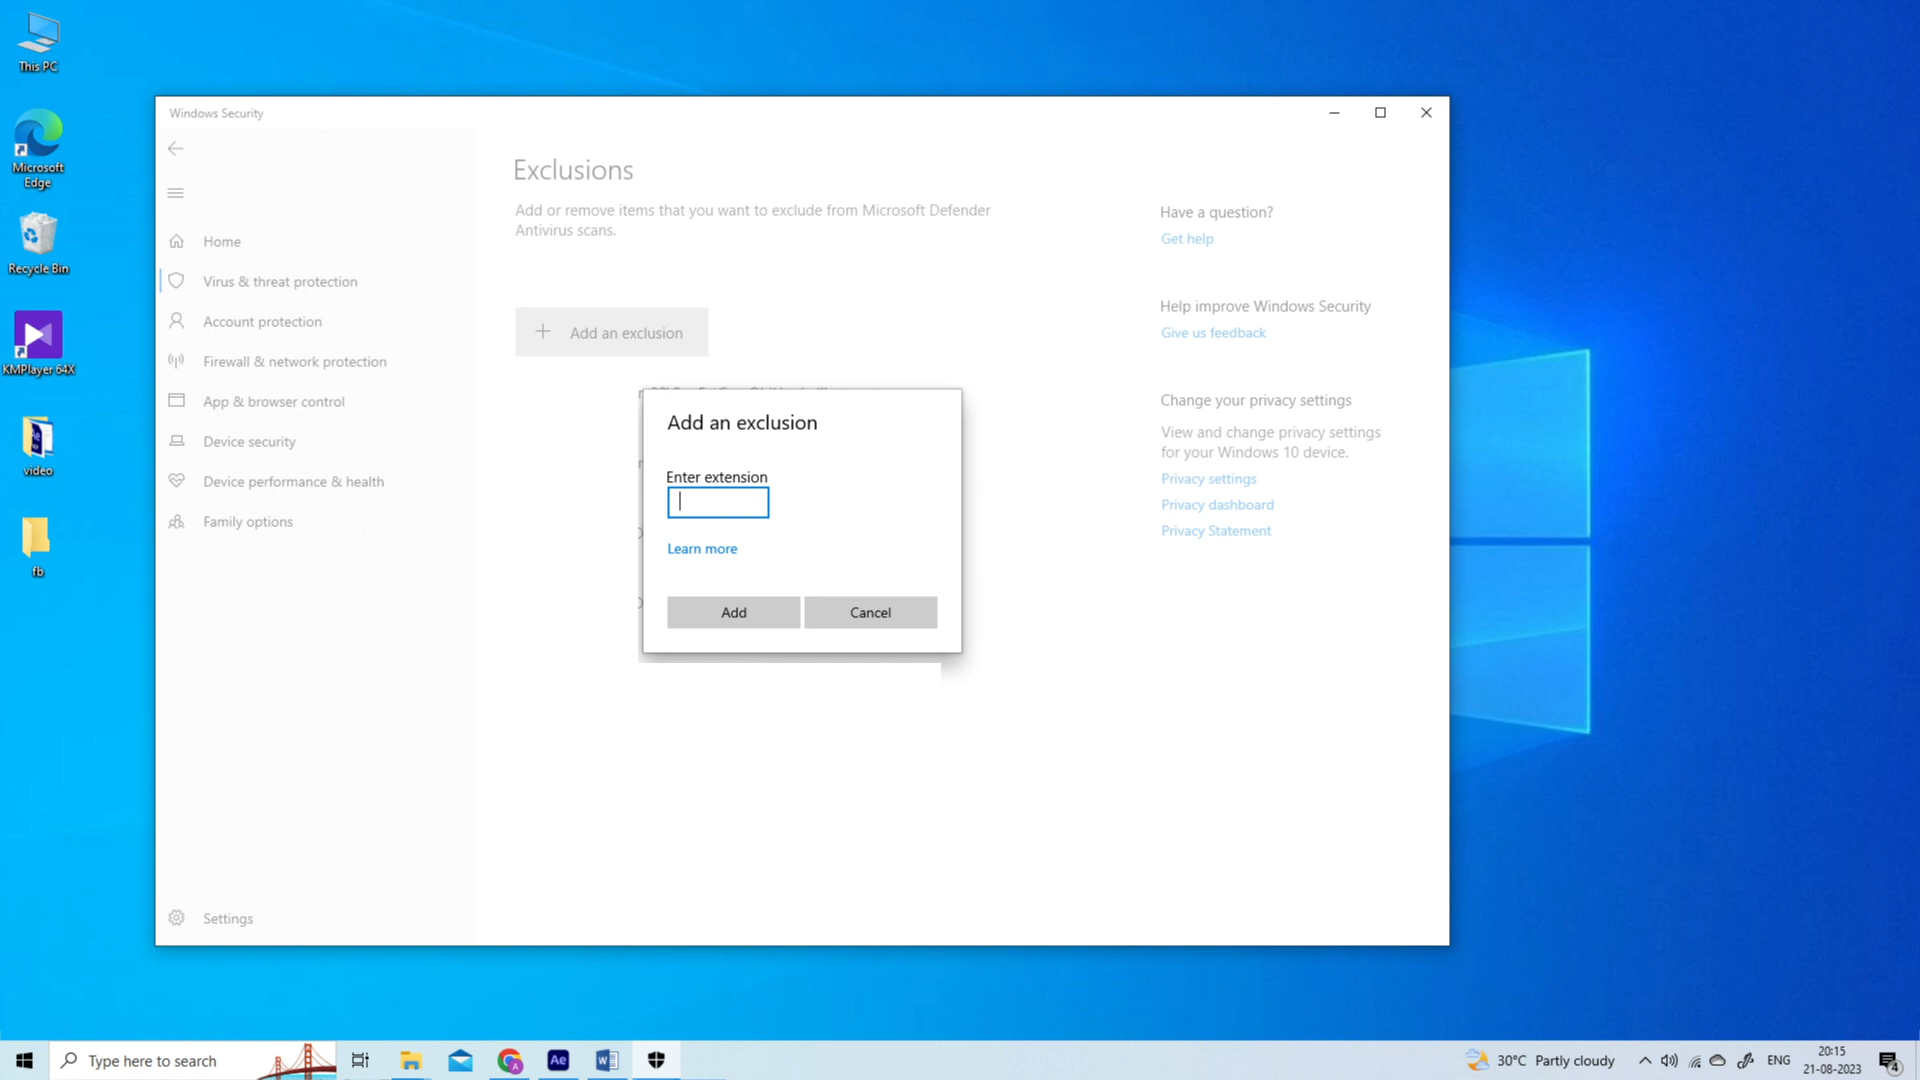 This PC
Microsoft
Edge
Recycle Bin
KMPlayer 64X
video
fb
Windows Security
Home
Virus & threat protection
Account protection
Firewall & network protection
App & browser control
Device security
Device performance & health
Family options
Settings
Exclusions
Add or remove items that you want to exclude from Microsoft Defender
Antivirus scans.
Add an exclusion
Add an exclusion
Enter extension
Learn more
Add
Cancel
Have a question?
Get help
Help improve Windows Security
Give us feedback
Change your privacy settings
View and change privacy settings
for your Windows 10 device.
Privacy settings
Privacy dashboard
Privacy Statement
Type here to search
Ae
30°C Partly cloudy
ENG
20:15
21-08-2023
4